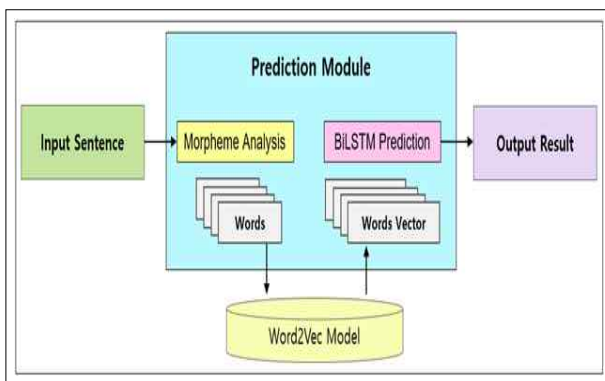 Prediction Module
Input Sentence
Morpheme Analysis
BiLSTM Prediction
Output Result
Words
Words Vector
Word2Vec Model